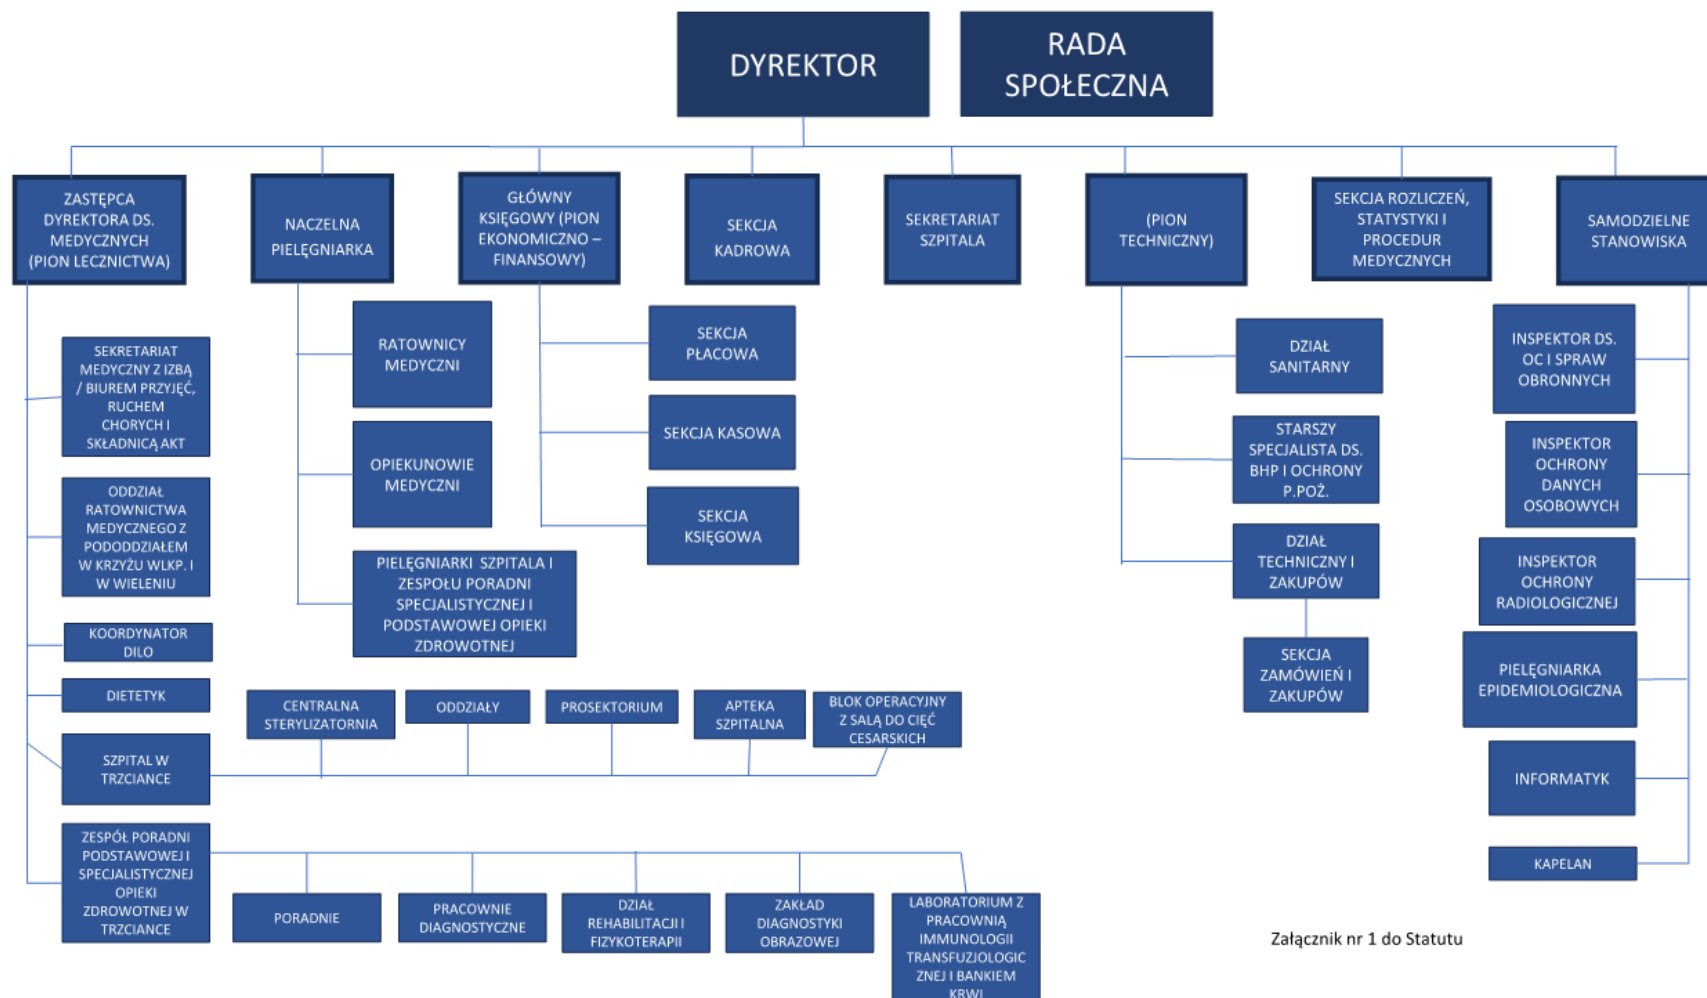 DYREKTOR
RADA
SPOŁECZNA
ZASTĘPCA
DYREKTORA DS.
MEDYCZNYCH
(PION LECZNICTWA)
NACZELNA
PIELĘGNIARKA
GŁÓWNY
KSIĘGOWY (PION
EKONOMICZNO –
FINANSOWY)
SEKCJA
KADROWA
SEKRETARIAT
SZPITALA
(PION
TECHNICZNY)
SEKCJA ROZLICZEŃ,
STATYSTYKI I
PROCEDUR
MEDYCZNYCH
SAMODZIELNE
STANOWISKA
SEKRETARIAT
MEDYCZNY Z IZBĄ
/ BIUREM PRZYJĘĆ,
RUCHEM
CHORYCH I
SKŁADNICĄ AKT
ODDZIAŁ
RATOWNICTWA
MEDYCZNEGO Z
PODODDZIAŁEM
W KRZYŻU WLKP. I
W WIELENIU
KOORDYNATOR
DILO
DIETETYK
SZPITAL W
TRZCIANCE
ZESPÓŁ PORADNI
PODSTAWOWEJ I
SPECJALISTYCZNEJ
OPIEKI
ZDROWOTNEJ W
TRZCIANCE
RATOWNICY
MEDYCZNI
OPIEKUNOWIE
MEDYCZNI
PIELĘGNIARKI  SZPITALA I
ZESPOŁU PORADNI
SPECJALISTYCZNEJ I
PODSTAWOWEJ OPIEKI
ZDROWOTNEJ
SEKCJA
PŁACOWA
SEKCJA KASOWA
SEKCJA
KSIĘGOWA
DZIAŁ
SANITARNY
STARSZY
SPECJALISTA DS.
BHP I OCHRONY
P.POŻ.
DZIAŁ
TECHNICZNY I
ZAKUPÓW
SEKCJA
ZAMÓWIEŃ I
ZAKUPÓW
INSPEKTOR DS.
OC I SPRAW
OBRONNYCH
INSPEKTOR
OCHRONY
DANYCH
OSOBOWYCH
INSPEKTOR
OCHRONY
RADIOLOGICZNEJ
PIELĘGNIARKA
EPIDEMIOLOGICZNA
INFORMATYK
KAPELAN
CENTRALNA
STERYLIZATORNIA
ODDZIAŁY
PROSEKTORIUM
APTEKA
SZPITALNA
BLOK OPERACYJNY
Z SALĄ DO CIĘĆ
CESARSKICH
PORADNIE
PRACOWNIE
DIAGNOSTYCZNE
DZIAŁ
REHABILITACJI I
FIZYKOTERAPII
ZAKŁAD
DIAGNOSTYKI
OBRAZOWEJ
LABORATORIUM Z
PRACOWNIĄ
IMMUNOLOGII
TRANSFUZJOLOGIC
ZNEJ I BANKIEM
KRWI
Załącznik nr 1 do Statutu